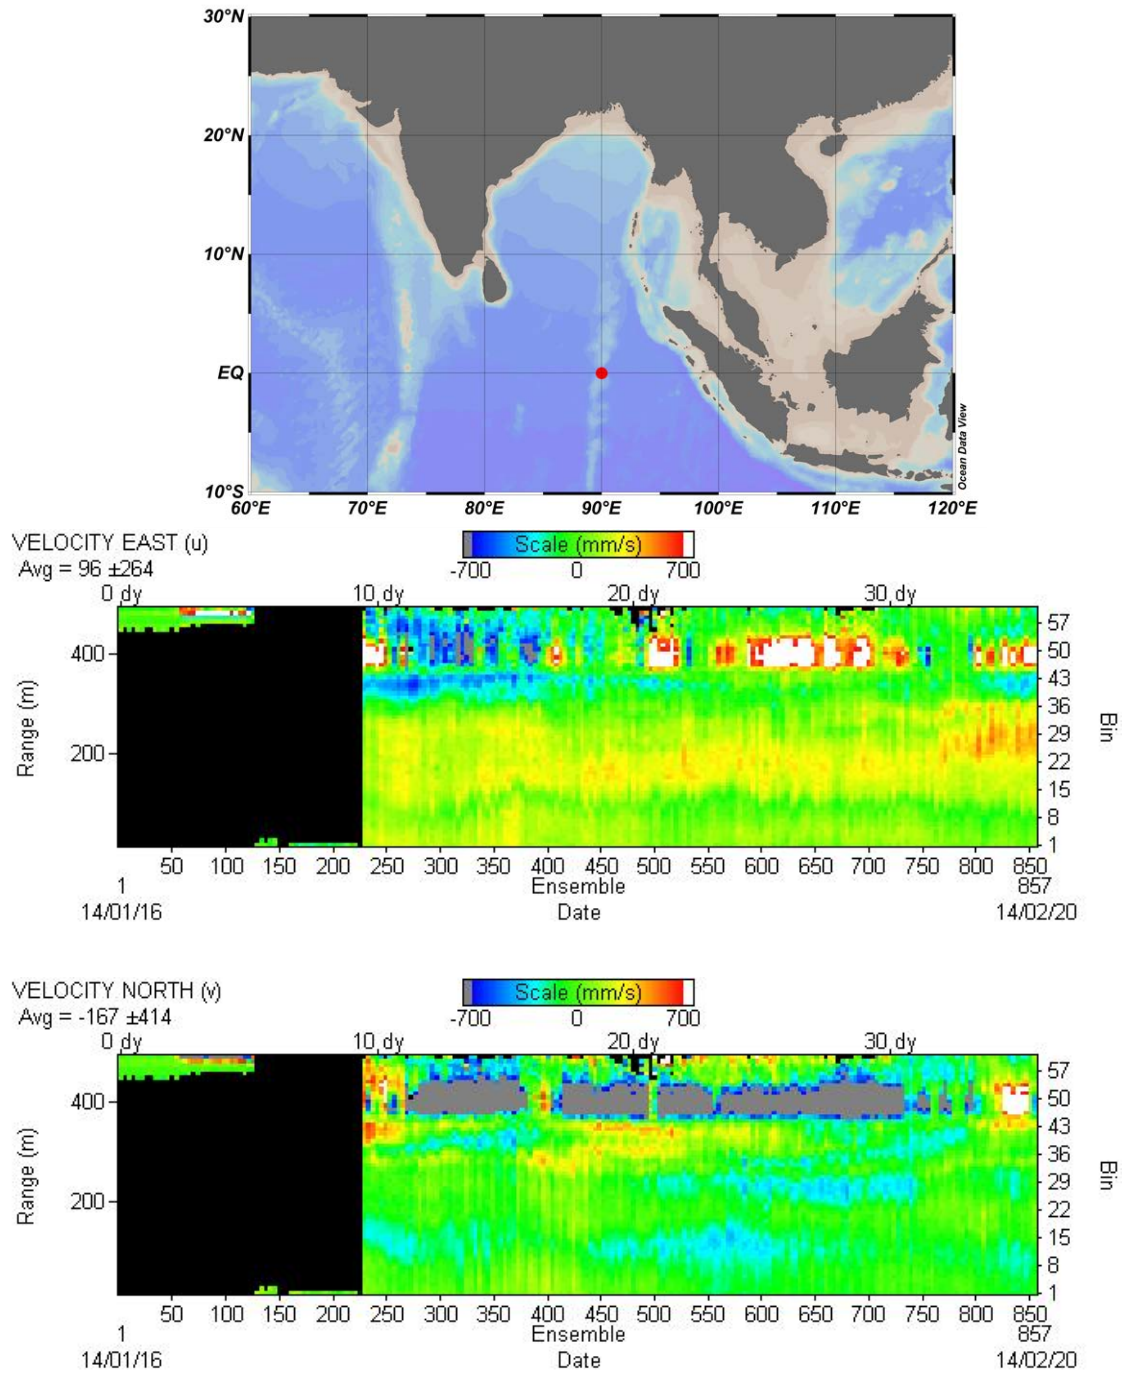 30°N
20°N
10°N
EQ
10°S
60°E 70°E 80°E 90°E 100°E 110°E 120°E
Ocean Data View
VELOCITY EAST (u)
Avg = 96 ±264
Scale (mm/s)
-700 0 700
0 dy 10 dy 20 dy 30 dy
Range (m)
400
200
57
50
43
36
29
22
15
8
1
Bin
50 100 150 200 250 300 350 400 450 500 550 600 650 700 750 800 850
1 Ensemble 857
14/01/16 Date 14/02/20
VELOCITY NORTH (v)
Avg = -167 ±414
Scale (mm/s)
-700 0 700
0 dy 10 dy 20 dy 30 dy
Range (m)
400
200
57
50
43
36
29
22
15
8
1
Bin
50 100 150 200 250 300 350 400 450 500 550 600 650 700 750 800 850
1 Ensemble 857
14/01/16 Date 14/02/20